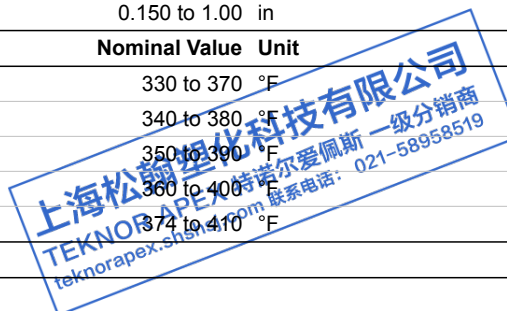 0.150 to 1.00 in
Nominal Value Unit
330 to 370 °F
340 to 380 °F
350 to 390 °F
360 to 400 °F
374 to 410 °F
上海松翰塑化科技有限公司
TEKNOR APEX 特诺尔爱佩斯 一级分销商
teknorapex.shshsj.com 联系电话: 021-58958519